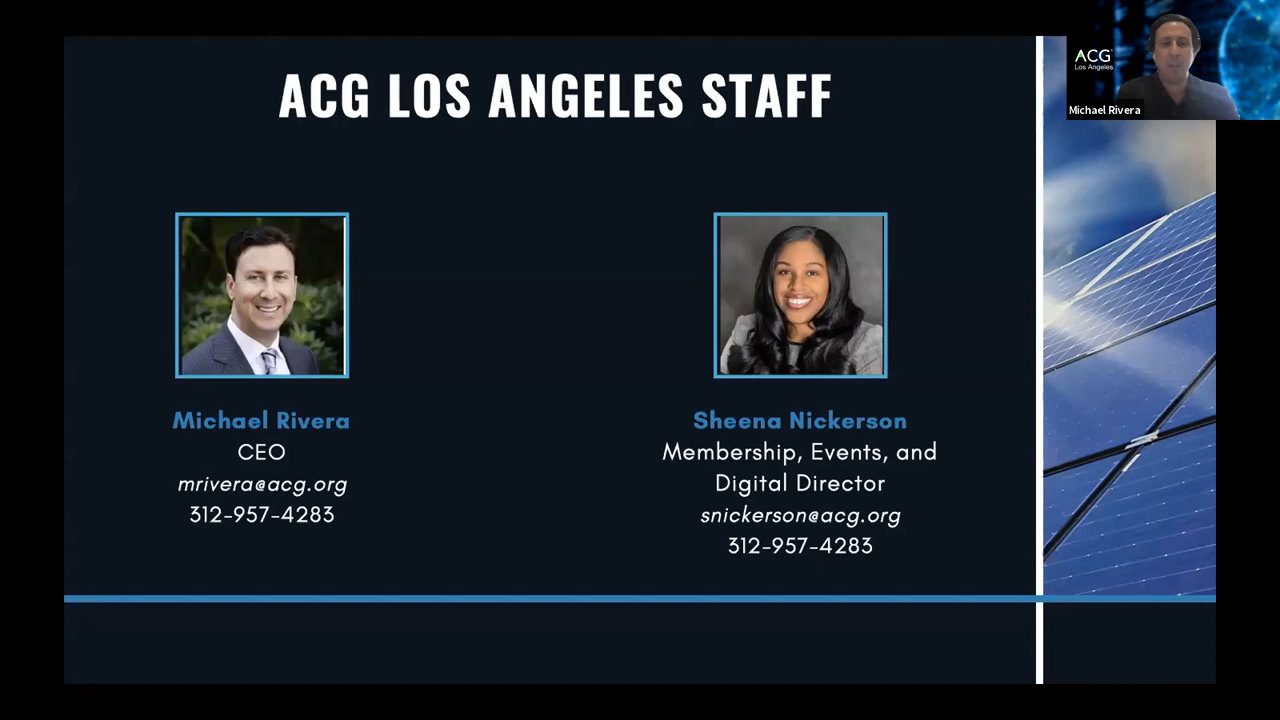 ACG LOS ANGELES STAFF
ACG
Los Angeles
Michael Rivera
Michael Rivera
CEO
mrivera@acg.org
312-957-4283
Sheena Nickerson
Membership, Events, and
Digital Director
snickerson@acg.org
312-957-4283